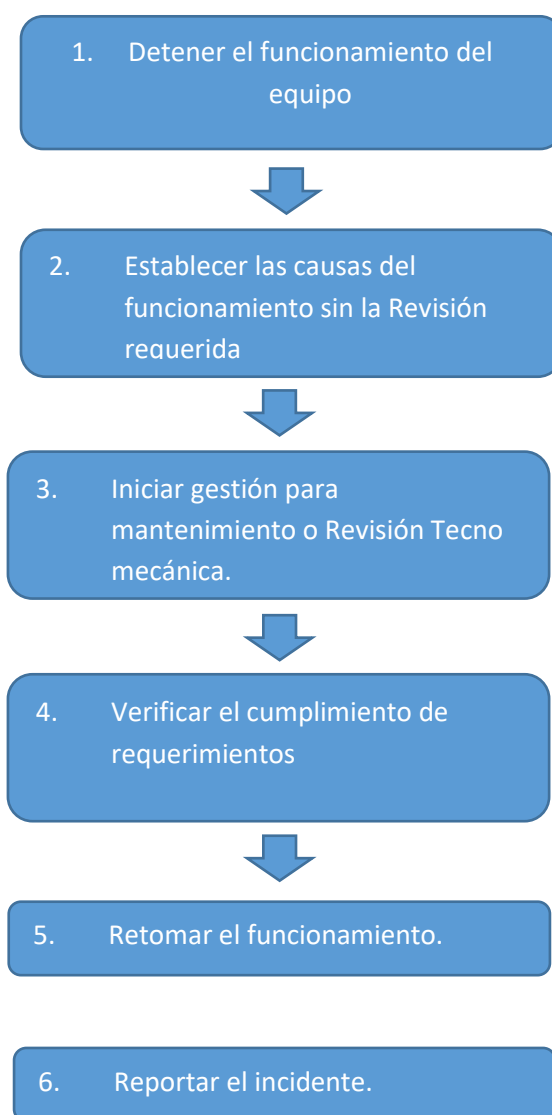 1. Detener el funcionamiento del
equipo
2. Establecer las causas del
funcionamiento sin la Revisión
requerida
3. Iniciar gestión para
mantenimiento o Revisión Tecno
mecánica.
4. Verificar el cumplimiento de
requerimientos
5. Retomar el funcionamiento.
6. Reportar el incidente.